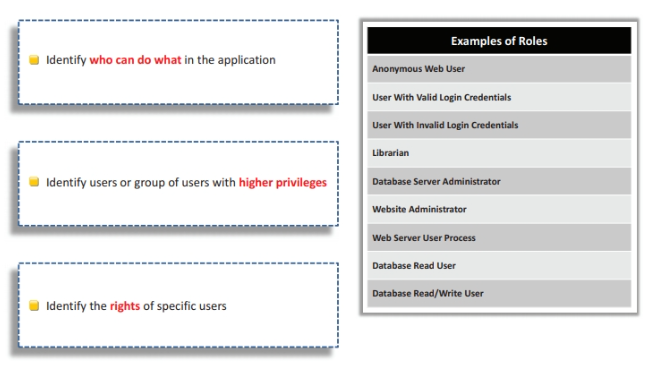 Identify who can do what in the application
Identify users or group of users with higher privileges
Identify the rights of specific users
Examples of Roles
Anonymous Web User
User With Valid Login Credentials
User With Invalid Login Credentials
Librarian
Database Server Administrator
Website Administrator
Web Server User Process
Database Read User
Database Read/Write User